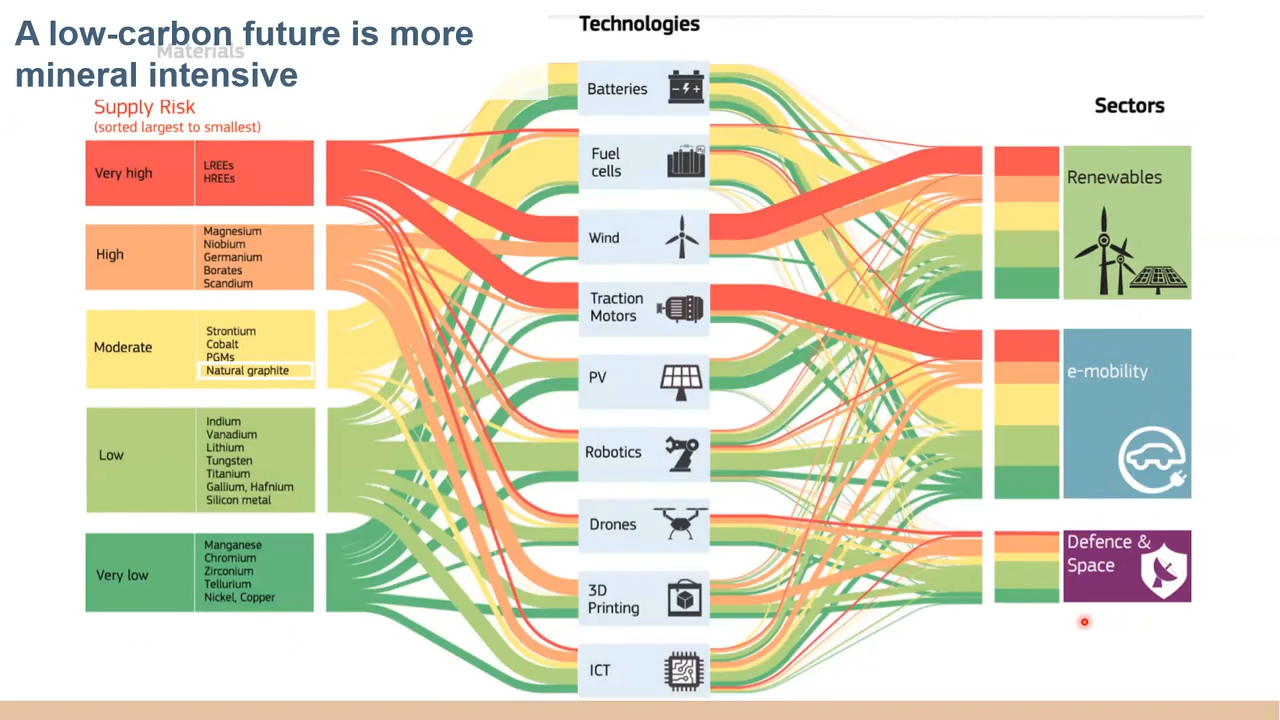 A low-carbon future is more
mineral intensive
Materials
Supply Risk
(sorted largest to smallest)
Very high
LREEs
HREEs
High
Magnesium
Niobium
Germanium
Borates
Scandium
Moderate
Strontium
Cobalt
PGMs
Natural graphite
Low
Indium
Vanadium
Lithium
Tungsten
Titanium
Gallium, Hafnium
Silicon metal
Very low
Manganese
Chromium
Zirconium
Tellurium
Nickel, Copper
Technologies
Batteries
Fuel
cells
Wind
Traction
Motors
PV
Robotics
Drones
3D
Printing
ICT
Sectors
Renewables
e-mobility
Defence &
Space